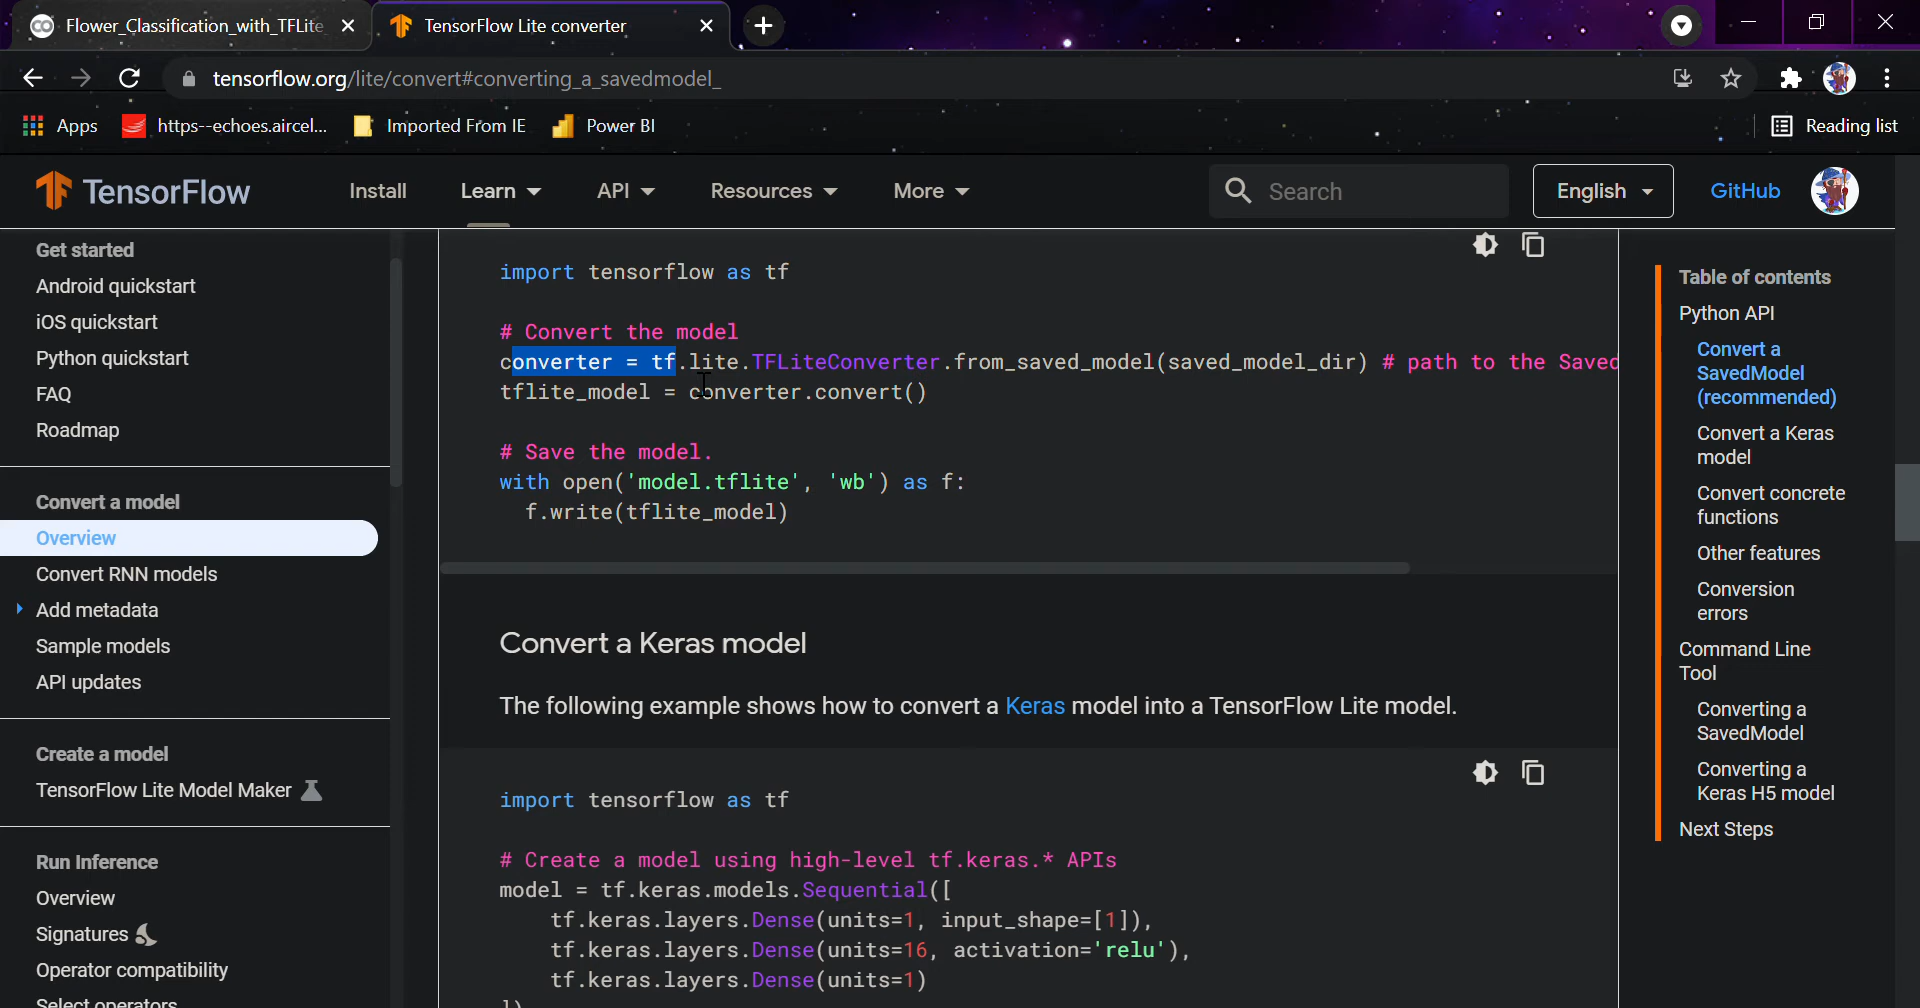 Flower_Classification_with_TFLite
TensorFlow Lite converter
tensorflow.org/lite/convert#converting_a_savedmodel_
Apps
https--echoes.aircel...
Imported From IE
Power BI
Reading list
TensorFlow
Install
Learn
API
Resources
More
Search
English
GitHub
Get started
Android quickstart
iOS quickstart
Python quickstart
FAQ
Roadmap
Convert a model
Overview
Convert RNN models
Add metadata
Sample models
API updates
Create a model
TensorFlow Lite Model Maker
Run Inference
Overview
Signatures
Operator compatibility
Select operators
import tensorflow as tf
# Convert the model
converter = tf.lite.TFLiteConverter.from_saved_model(saved_model_dir) # path to the Saved
tflite_model = converter.convert()
# Save the model.
with open('model.tflite', 'wb') as f:
f.write(tflite_model)
Convert a Keras model
The following example shows how to convert a Keras model into a TensorFlow Lite model.
import tensorflow as tf
# Create a model using high-level tf.keras.* APIs
model = tf.keras.models.Sequential([
tf.keras.layers.Dense(units=1, input_shape=[1]),
tf.keras.layers.Dense(units=16, activation='relu'),
tf.keras.layers.Dense(units=1)
])
Table of contents
Python API
Convert a
SavedModel
(recommended)
Convert a Keras
model
Convert concrete
functions
Other features
Conversion
errors
Command Line
Tool
Converting a
SavedModel
Converting a
Keras H5 model
Next Steps